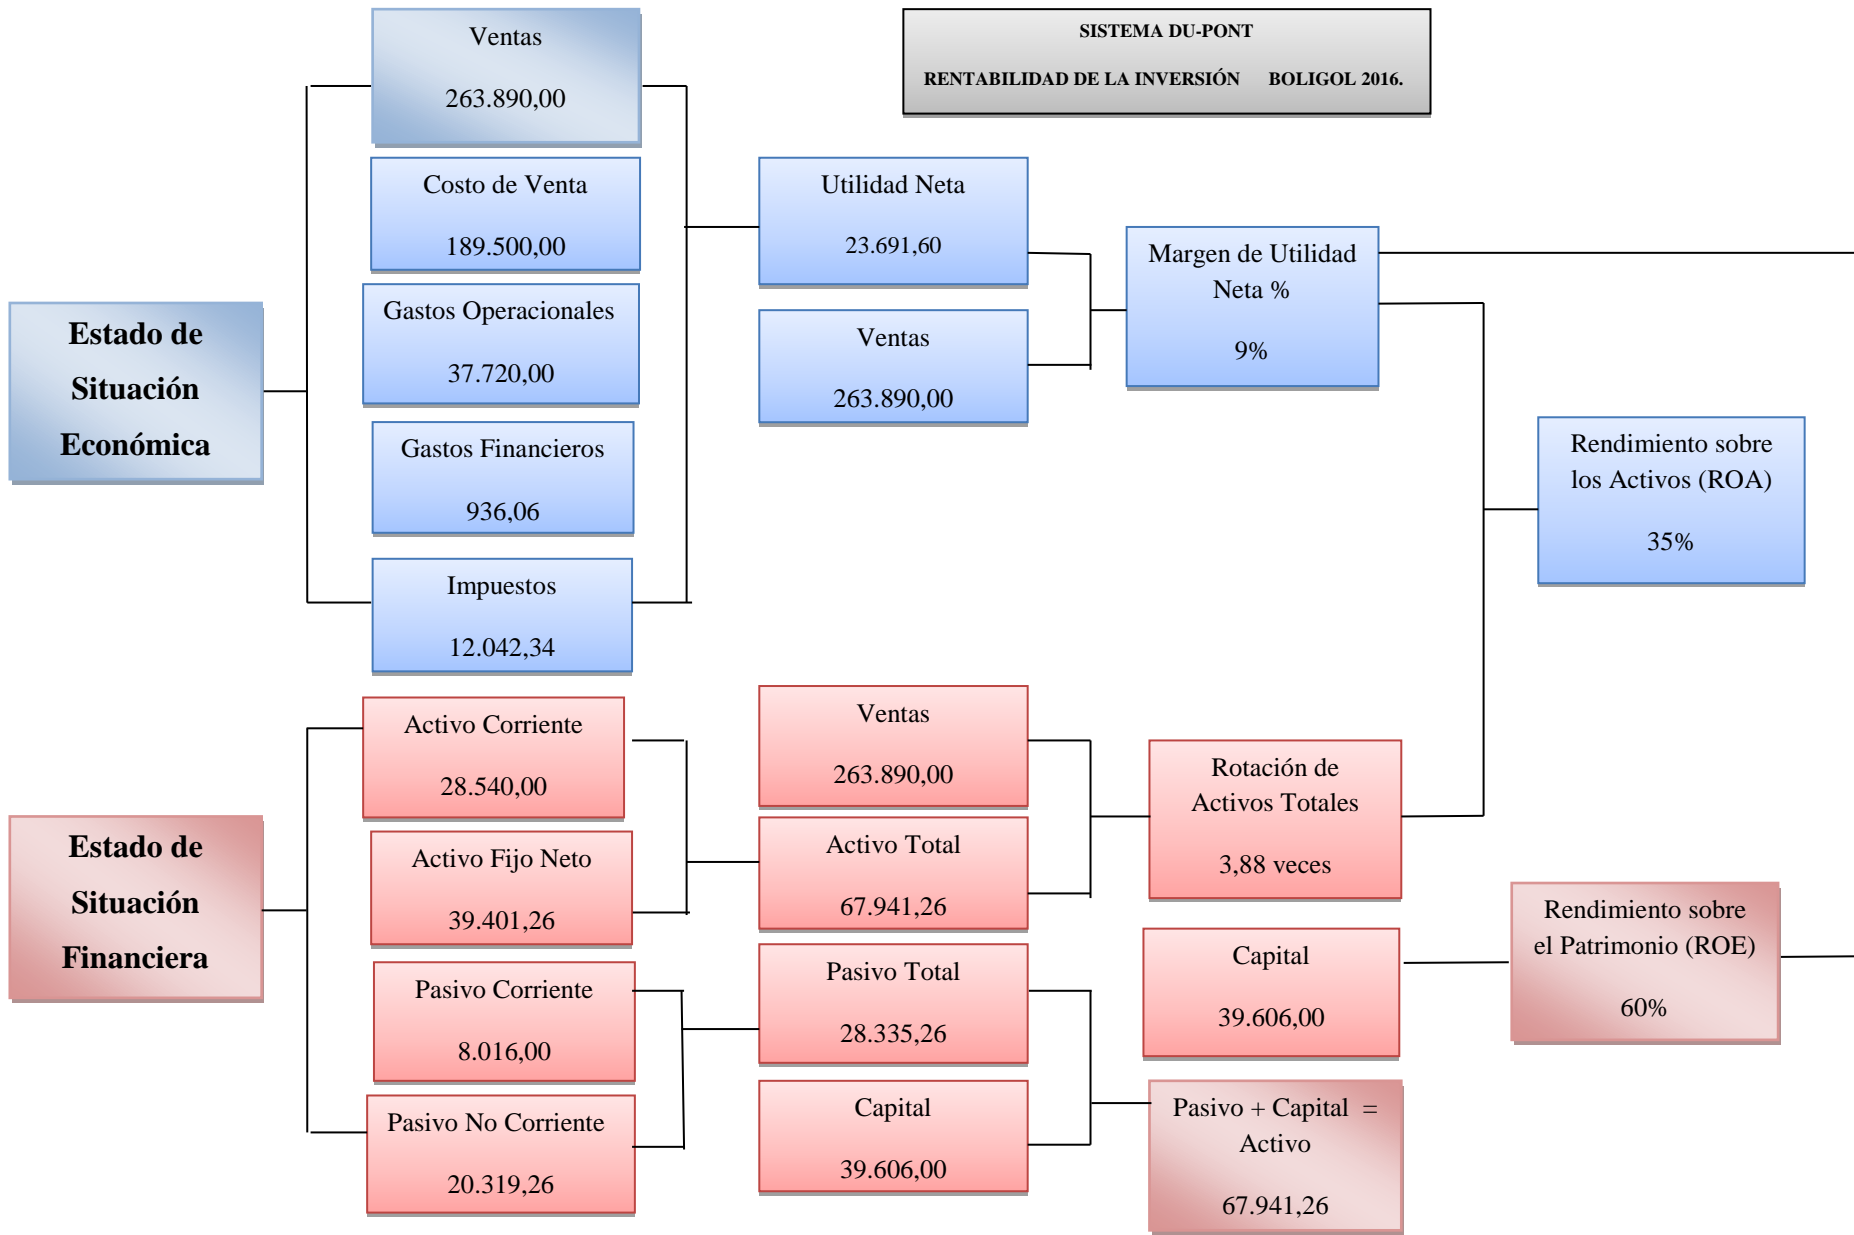 SISTEMA DU-PONT
RENTABILIDAD DE LA INVERSIÓN BOLIGOL 2016.
Estado de
Situación
Económica
Ventas
263.890,00
Costo de Venta
189.500,00
Gastos Operacionales
37.720,00
Gastos Financieros
936,06
Impuestos
12.042,34
Utilidad Neta
23.691,60
Ventas
263.890,00
Margen de Utilidad
Neta %
9%
Rendimiento sobre
los Activos (ROA)
35%
Estado de
Situación
Financiera
Activo Corriente
28.540,00
Activo Fijo Neto
39.401,26
Pasivo Corriente
8.016,00
Pasivo No Corriente
20.319,26
Ventas
263.890,00
Activo Total
67.941,26
Pasivo Total
28.335,26
Capital
39.606,00
Rotación de
Activos Totales
3,88 veces
Capital
39.606,00
Pasivo + Capital =
Activo
67.941,26
Rendimiento sobre
el Patrimonio (ROE)
60%